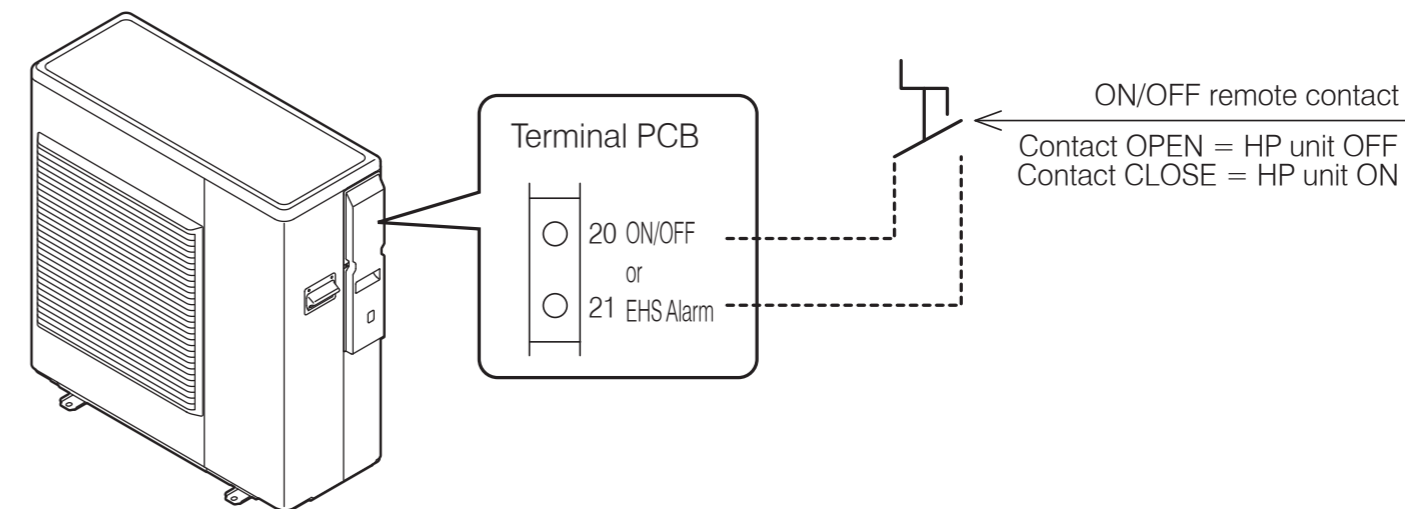 Terminal PCB
20 ON/OFF
or
21 EHS Alarm
ON/OFF remote contact
Contact OPEN = HP unit OFF
Contact CLOSE = HP unit ON